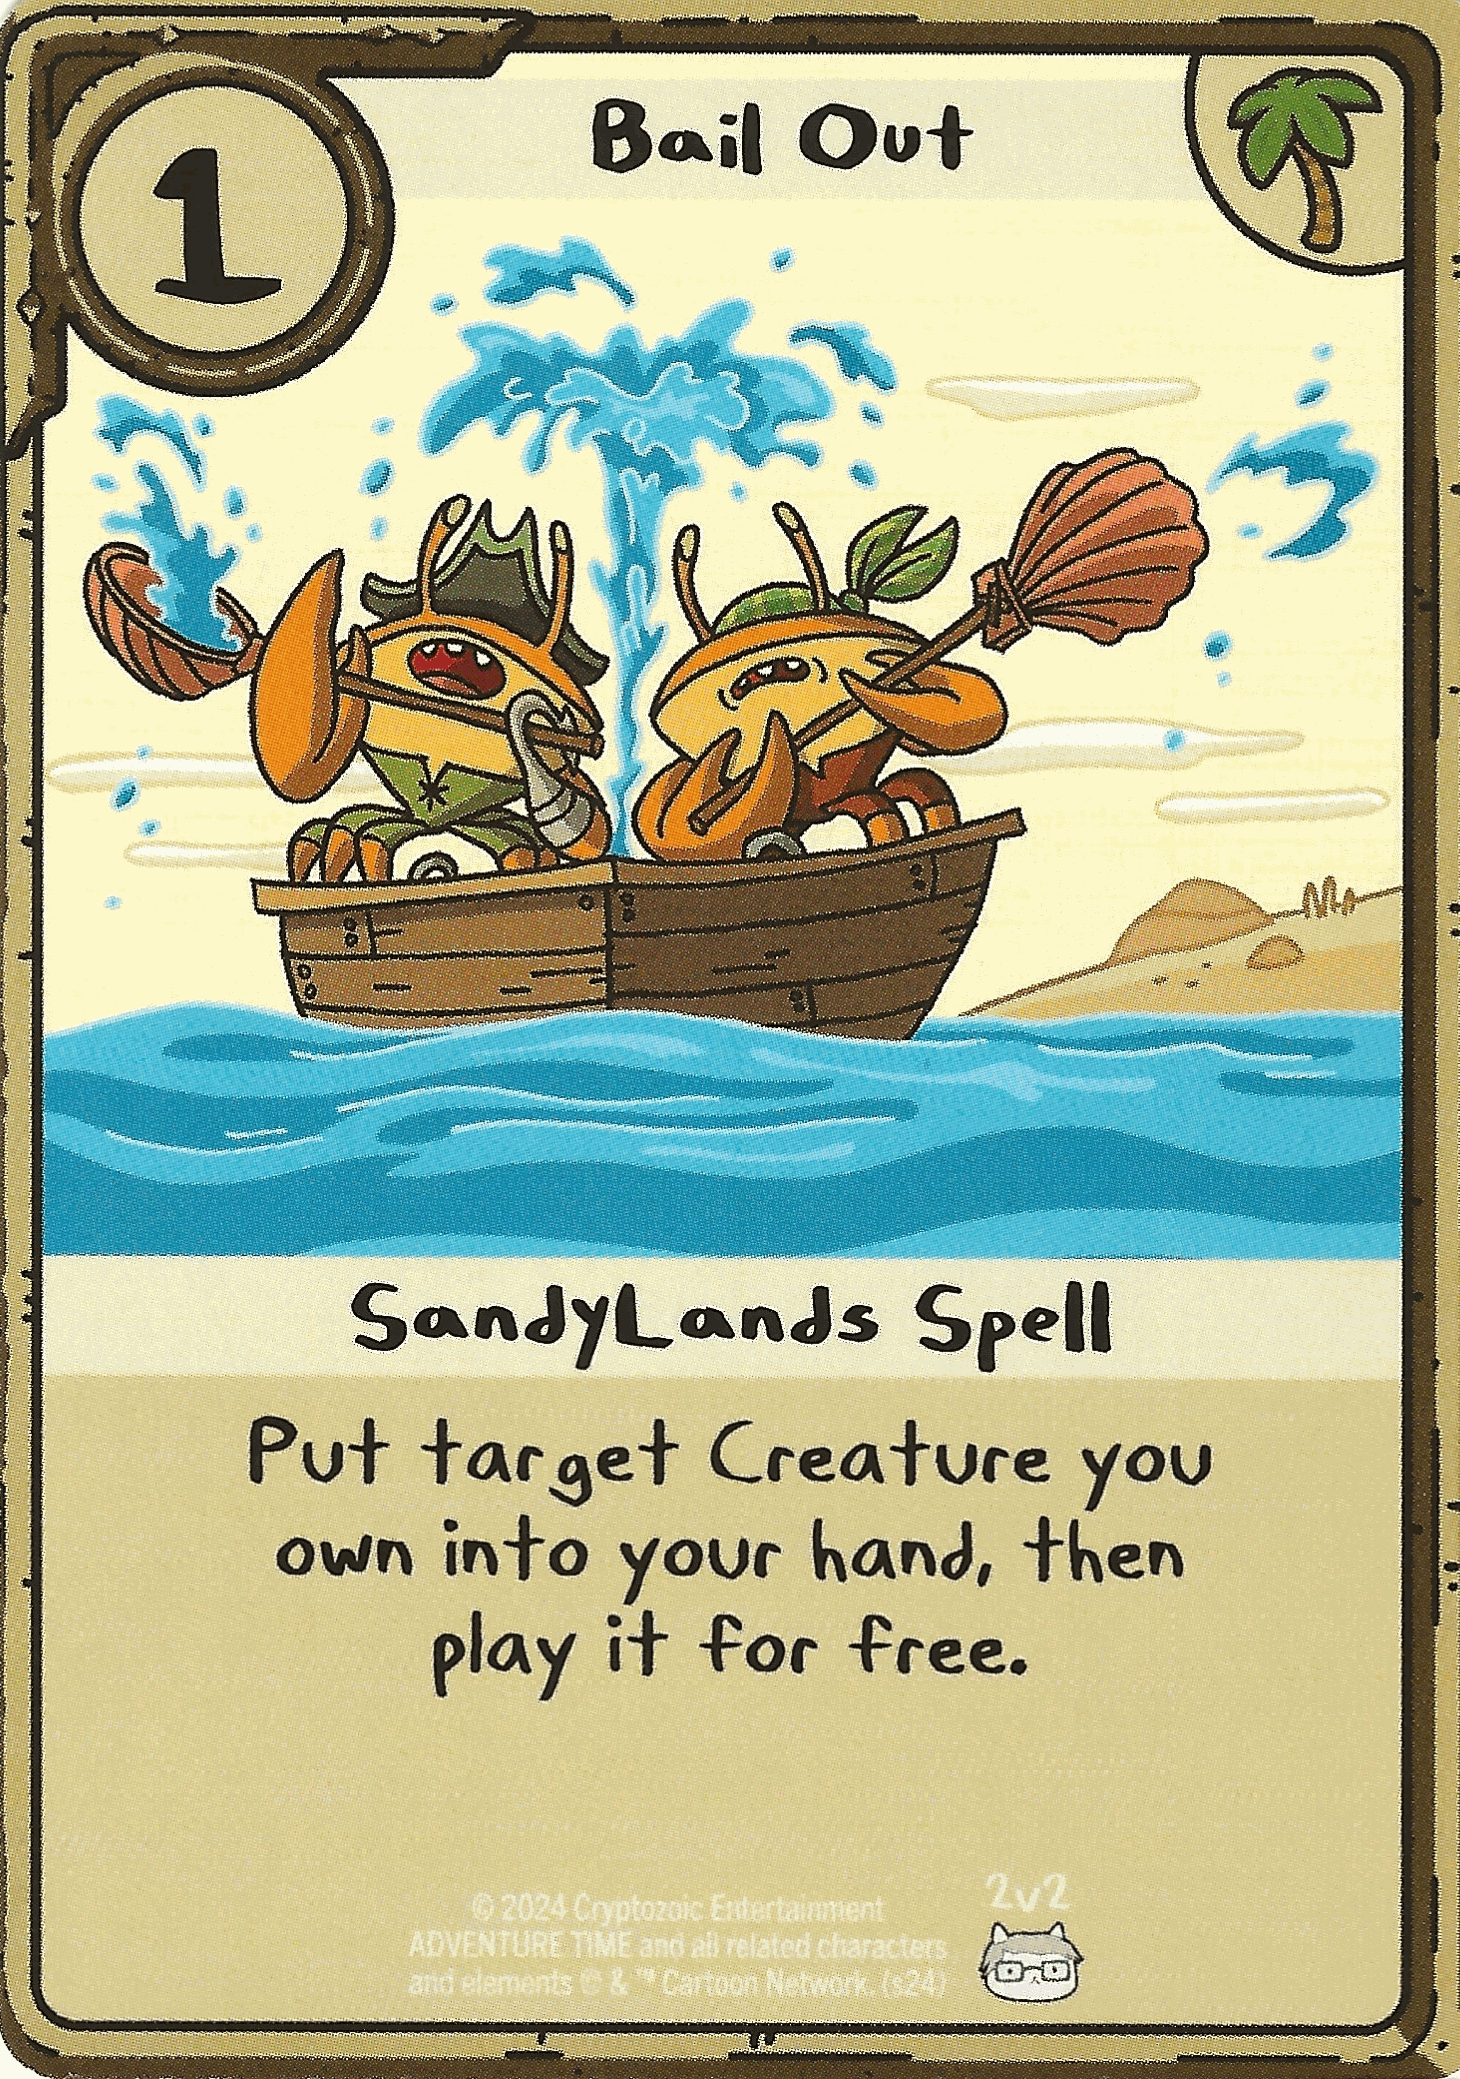 1
Bail Out
SandyLands Spell
Put target Creature you
own into your hand, then
play it for free.
2v2
© 2024 Cryptozoic Entertainment
ADVENTURE TIME and all related characters
and elements © & ™ Cartoon Network. (s24)